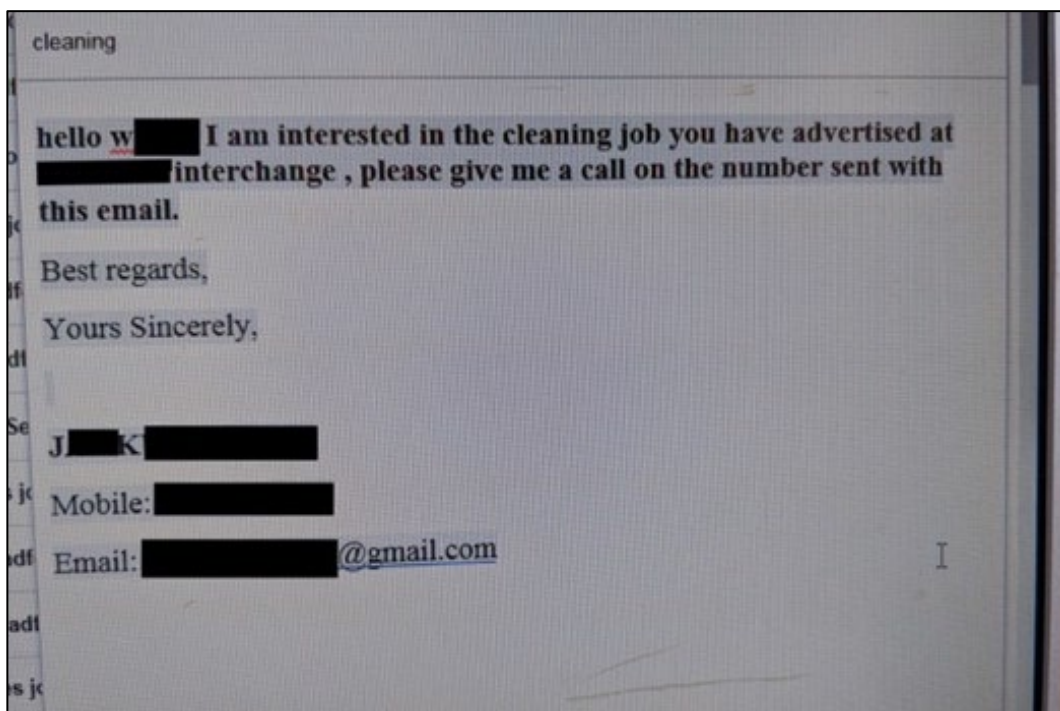 cleaning
hello w I am interested in the cleaning job you have advertised at
interchange , please give me a call on the number sent with
this email.
Best regards,
Yours Sincerely,
J K
Mobile:
Email: @gmail.com